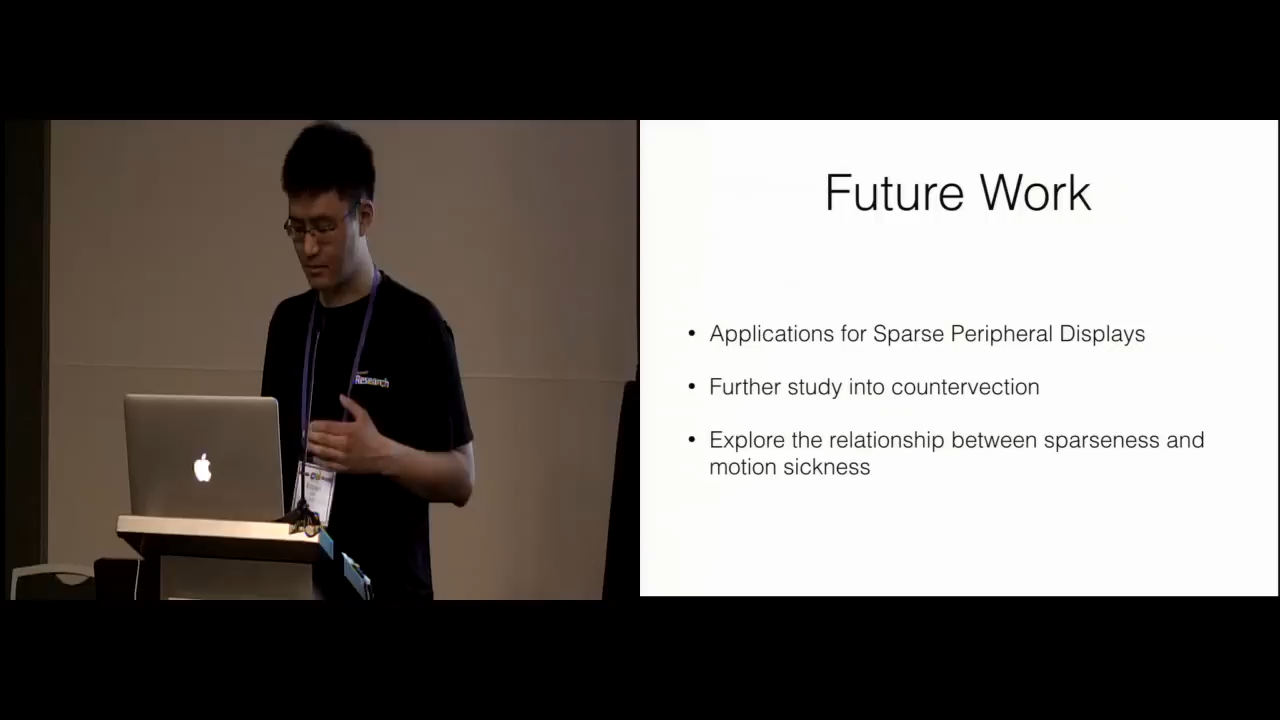 Future Work
• Applications for Sparse Peripheral Displays
• Further study into countervection
• Explore the relationship between sparseness and
motion sickness
Research